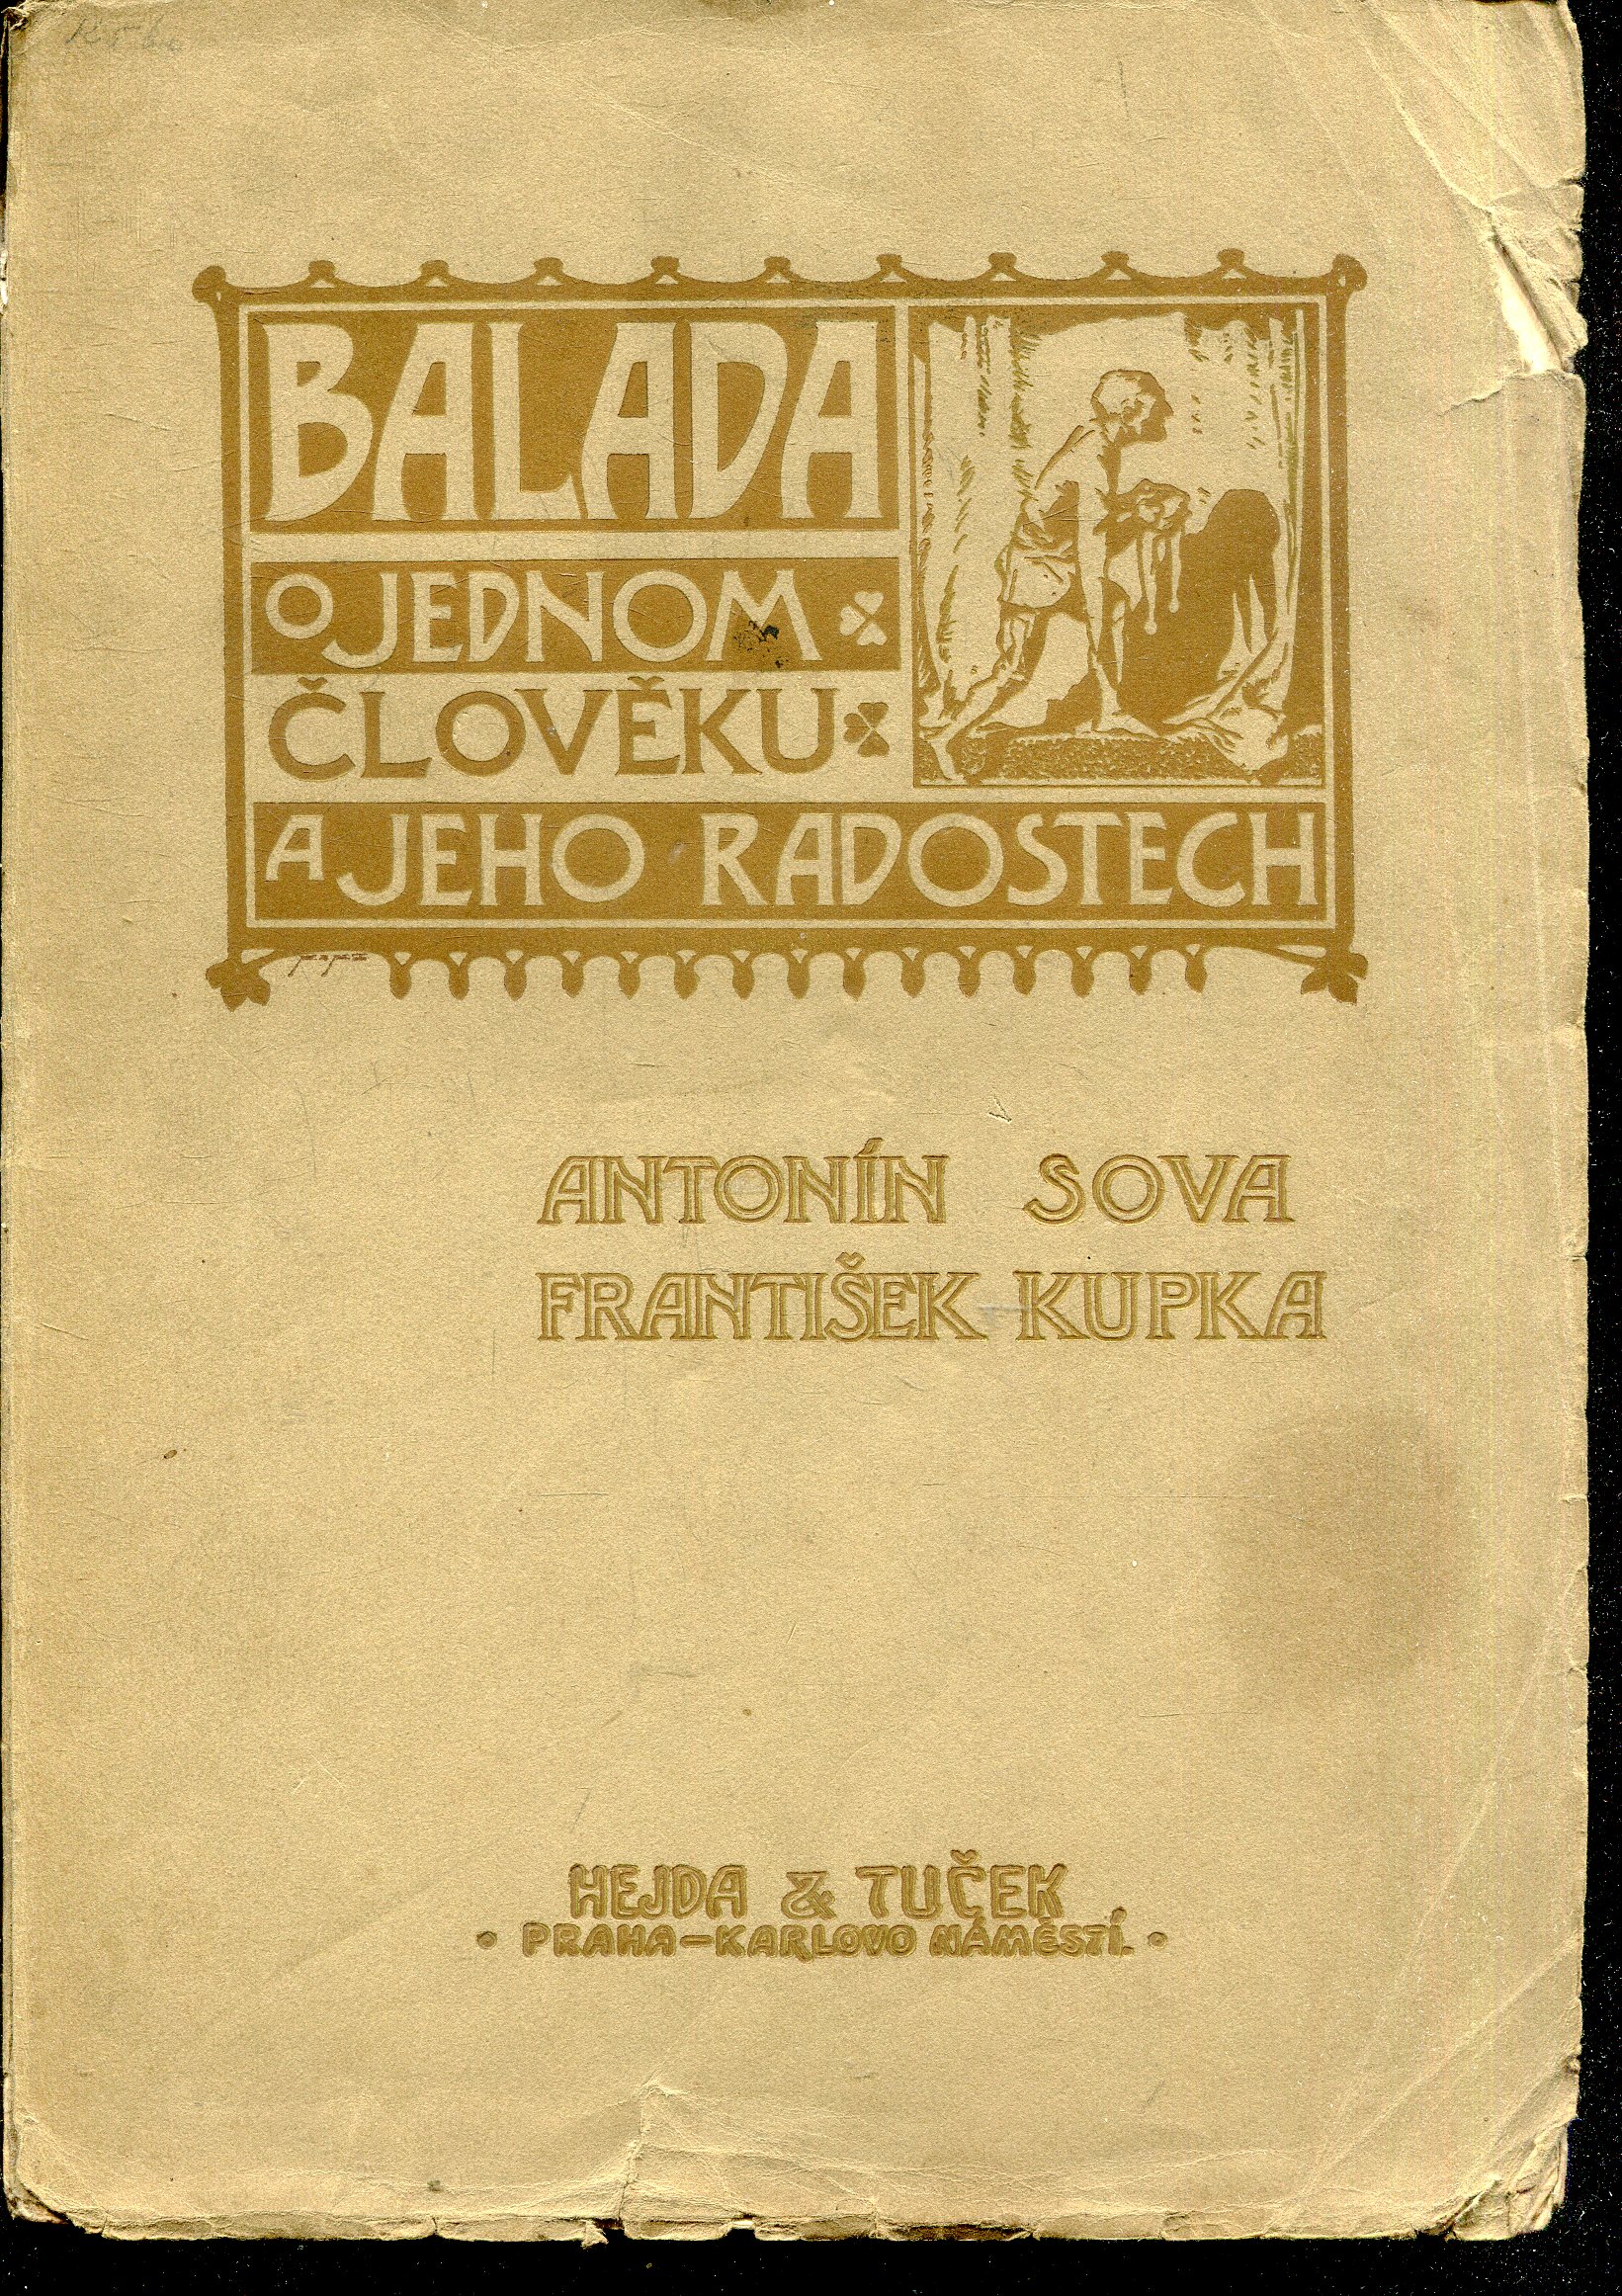 BALADA
O JEDNOM
ČLOVĚKU
A JEHO RADOSTECH
ANTONÍN SOVA
FRANTIŠEK KUPKA
HEJDA & TUČEK
• PRAHA-KARLOVO NÁMĚSTÍ. •